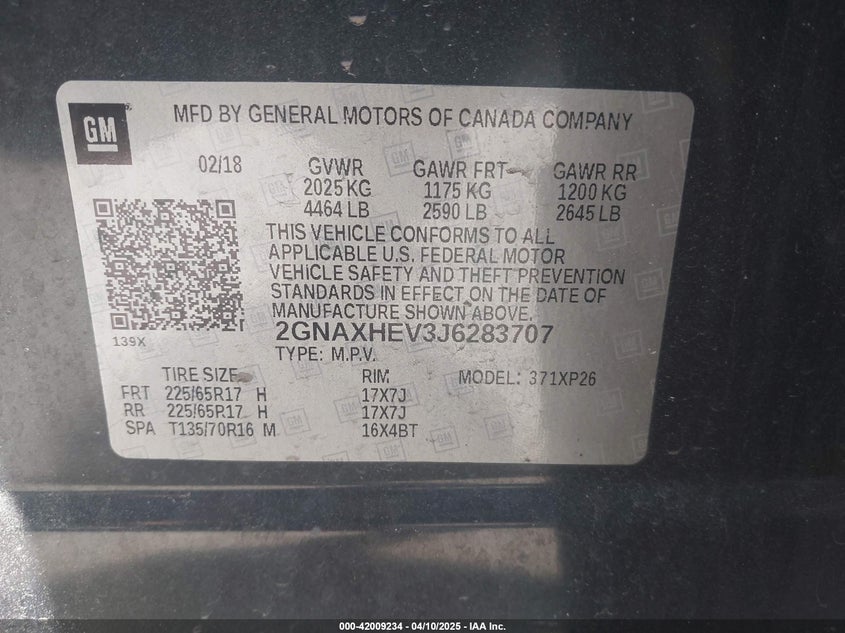 GM
MFD BY GENERAL MOTORS OF CANADA COMPANY
02/18 GVWR GAWR FRT GAWR RR
2025 KG 1175 KG 1200 KG
4464 LB 2590 LB 2645 LB
THIS VEHICLE CONFORMS TO ALL
APPLICABLE U.S. FEDERAL MOTOR
VEHICLE SAFETY AND THEFT PREVENTION
STANDARDS IN EFFECT ON THE DATE OF
MANUFACTURE SHOWN ABOVE.
139X
2GNAXHEV3J6283707
TYPE: M.P.V.
TIRE SIZE RIM MODEL: 371XP26
FRT 225/65R17 H 17X7J
RR 225/65R17 H 17X7J
SPA T135/70R16 M 16X4BT
000-42009234 - 04/10/2025 - IAA Inc.